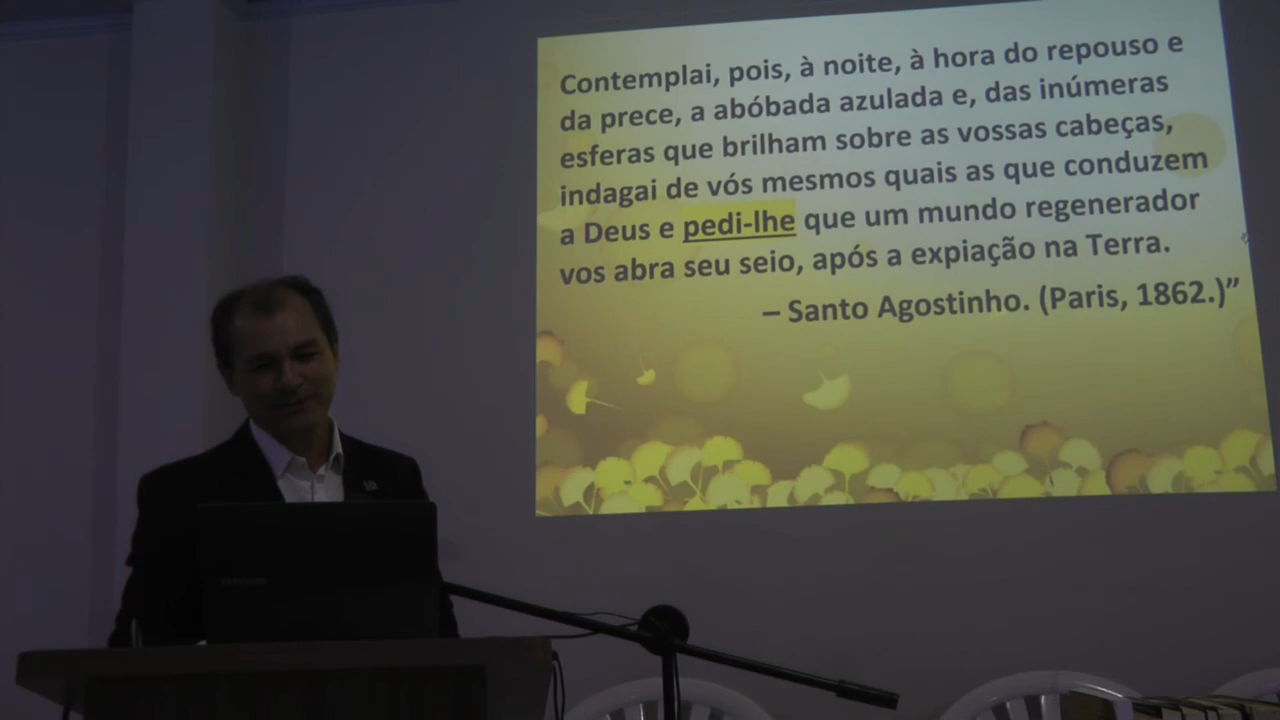 Contemplai, pois, à noite, à hora do repouso e
da prece, a abóbada azulada e, das inúmeras
esferas que brilham sobre as vossas cabeças,
indagai de vós mesmos quais as que conduzem
a Deus e pedi-lhe que um mundo regenerador
vos abra seu seio, após a expiação na Terra.
– Santo Agostinho. (Paris, 1862.)”